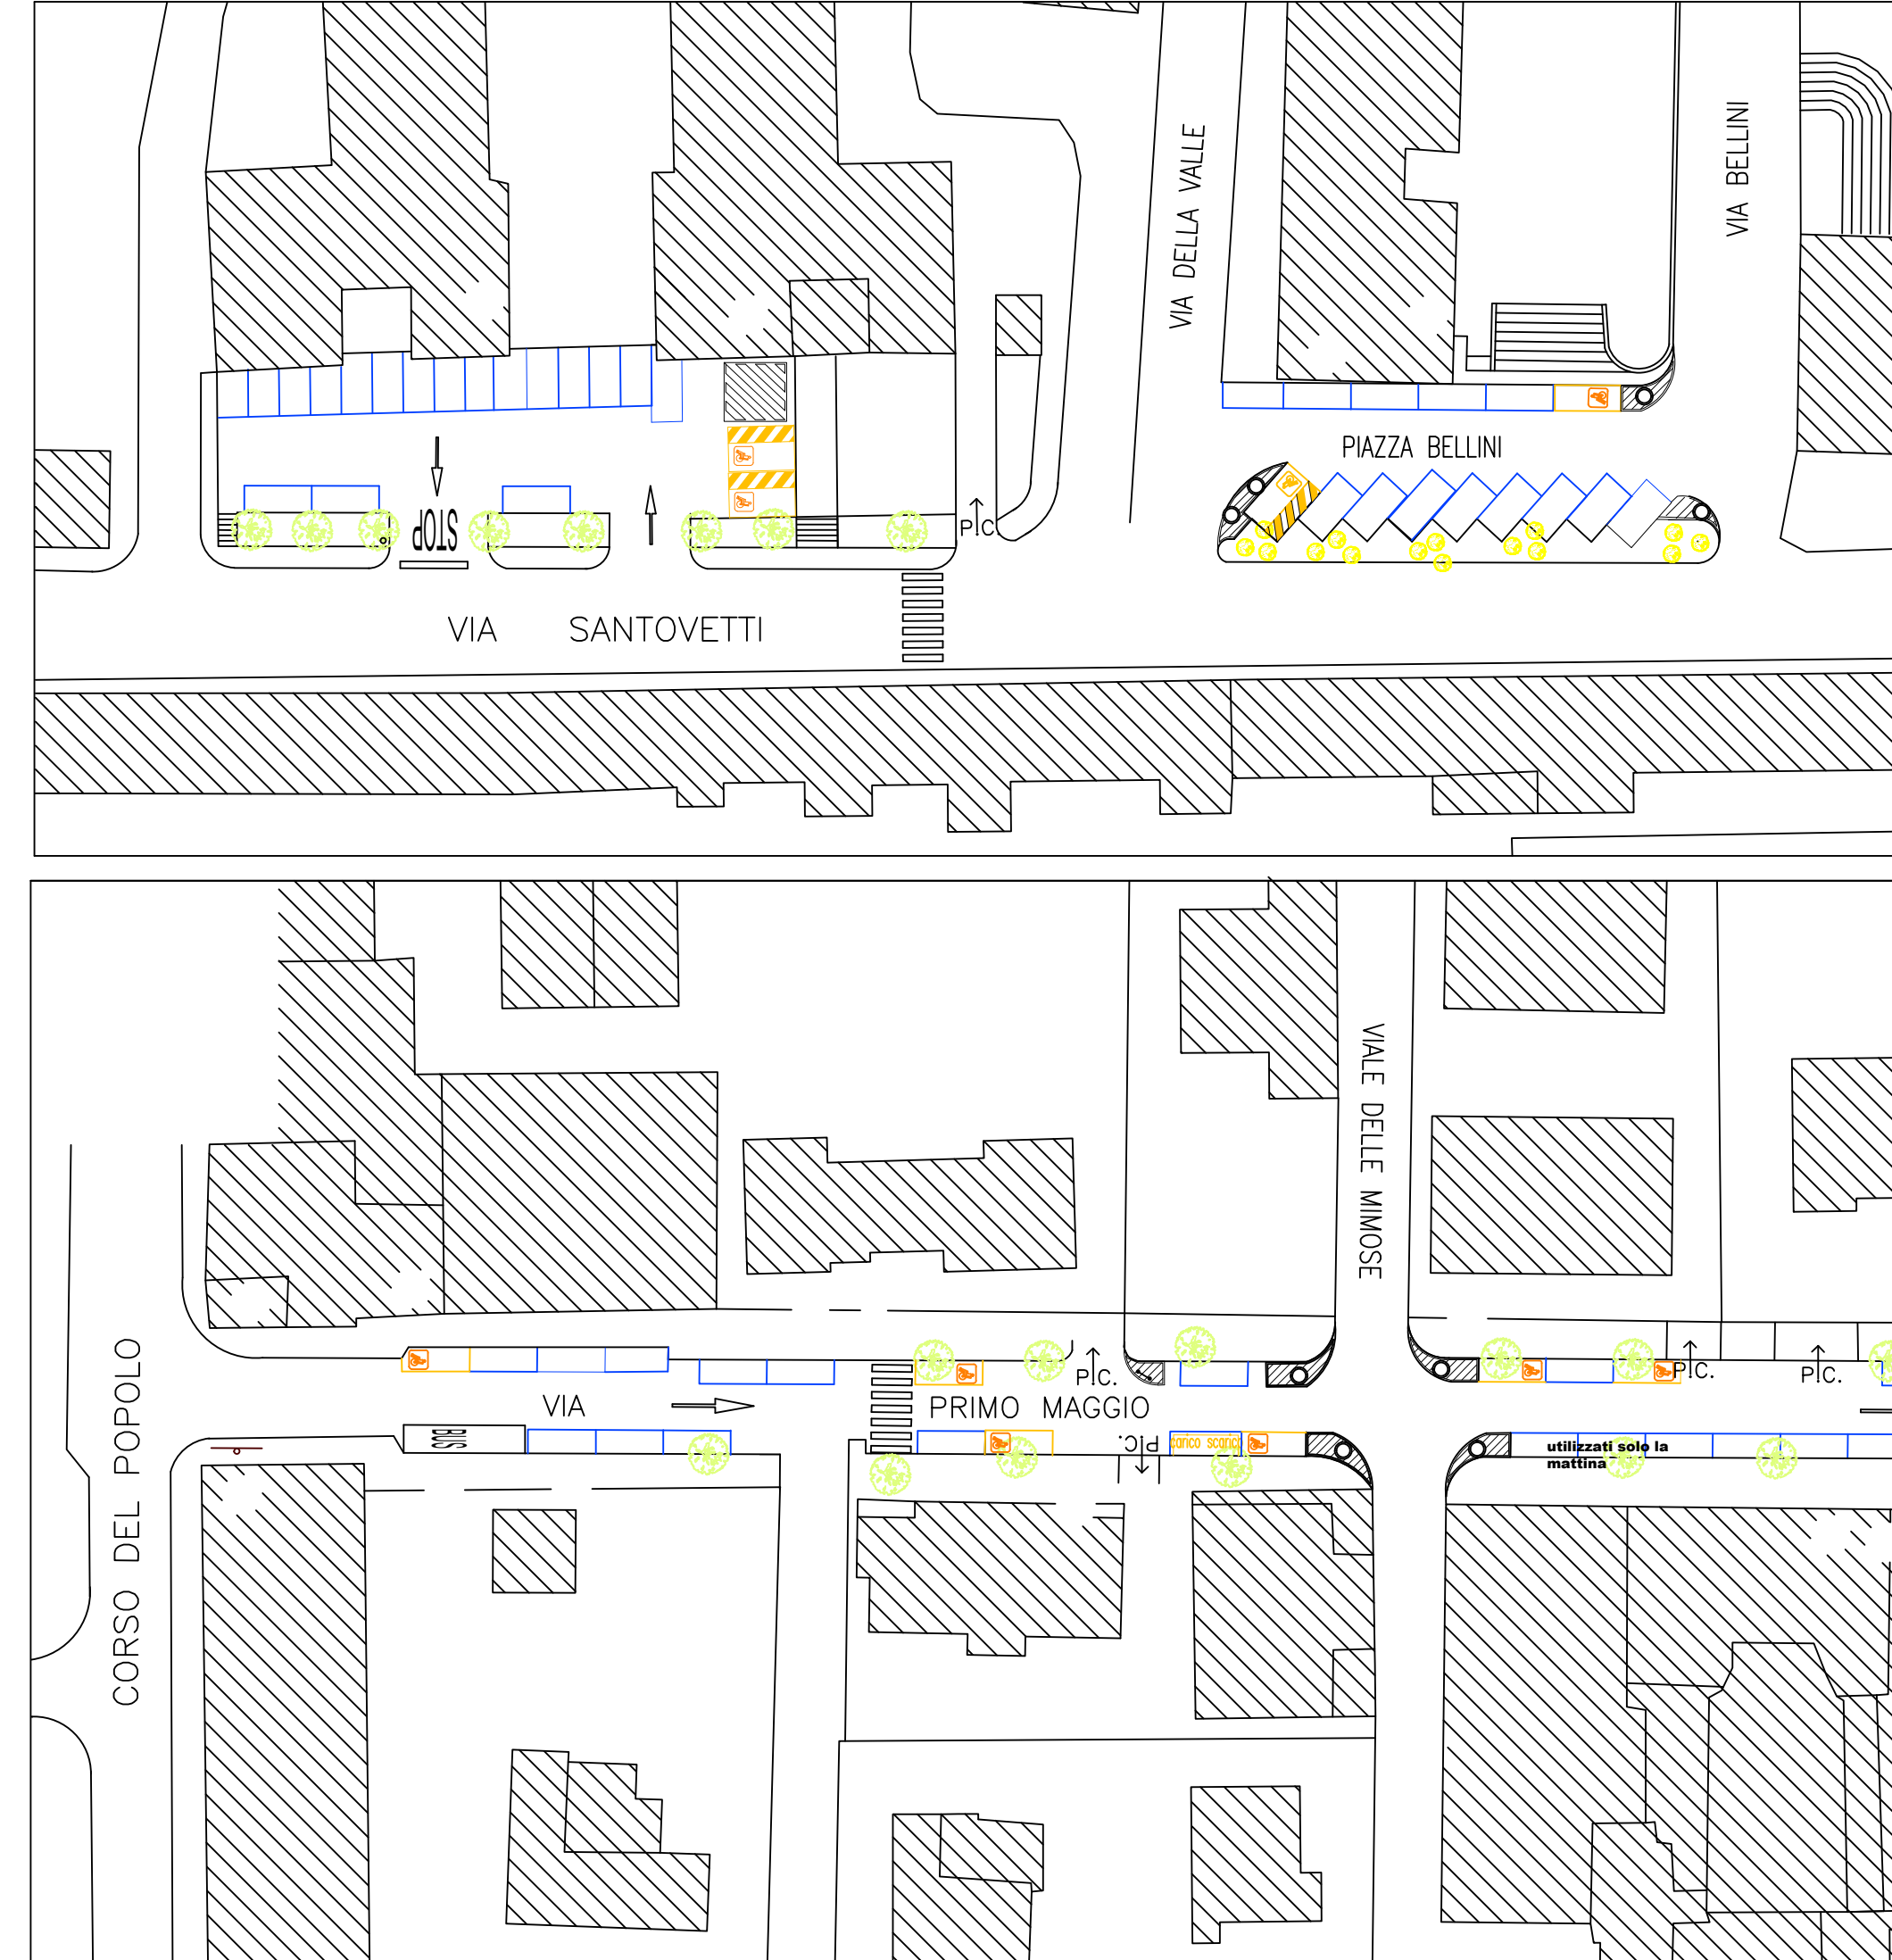 VIA BELLINI
VIA DELLA VALLE
PIAZZA BELLINI
STOP
P.C.
VIA SANTOVETTI
VIALE DELLE MIMOSE
CORSO DEL POPOLO
P.C.
P.C.
P.C.
VIA PRIMO MAGGIO
BUS
P.C.
carico scarico
utilizzati solo la
mattina